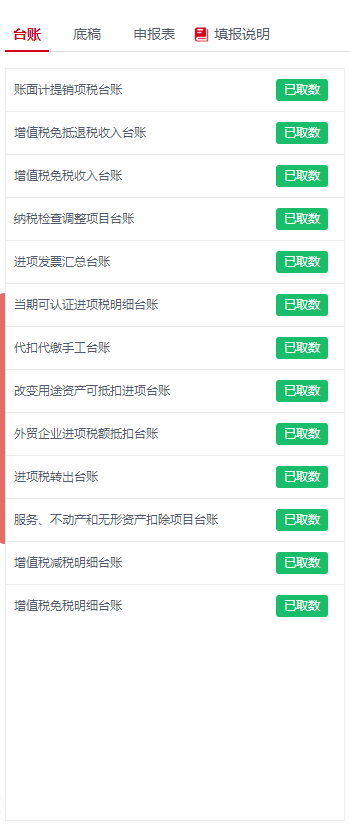 台账 底稿 申报表 填报说明
账面计提销项税台账 已取数
增值税免抵退税收入台账 已取数
增值税免税收入台账 已取数
纳税检查调整项目台账 已取数
进项发票汇总台账 已取数
当期可认证进项税明细台账 已取数
代扣代缴手工台账 已取数
改变用途资产可抵扣进项台账 已取数
外贸企业进项税额抵扣台账 已取数
进项税转出台账 已取数
服务、不动产和无形资产扣除项目台账 已取数
增值税减税明细台账 已取数
增值税免税明细台账 已取数